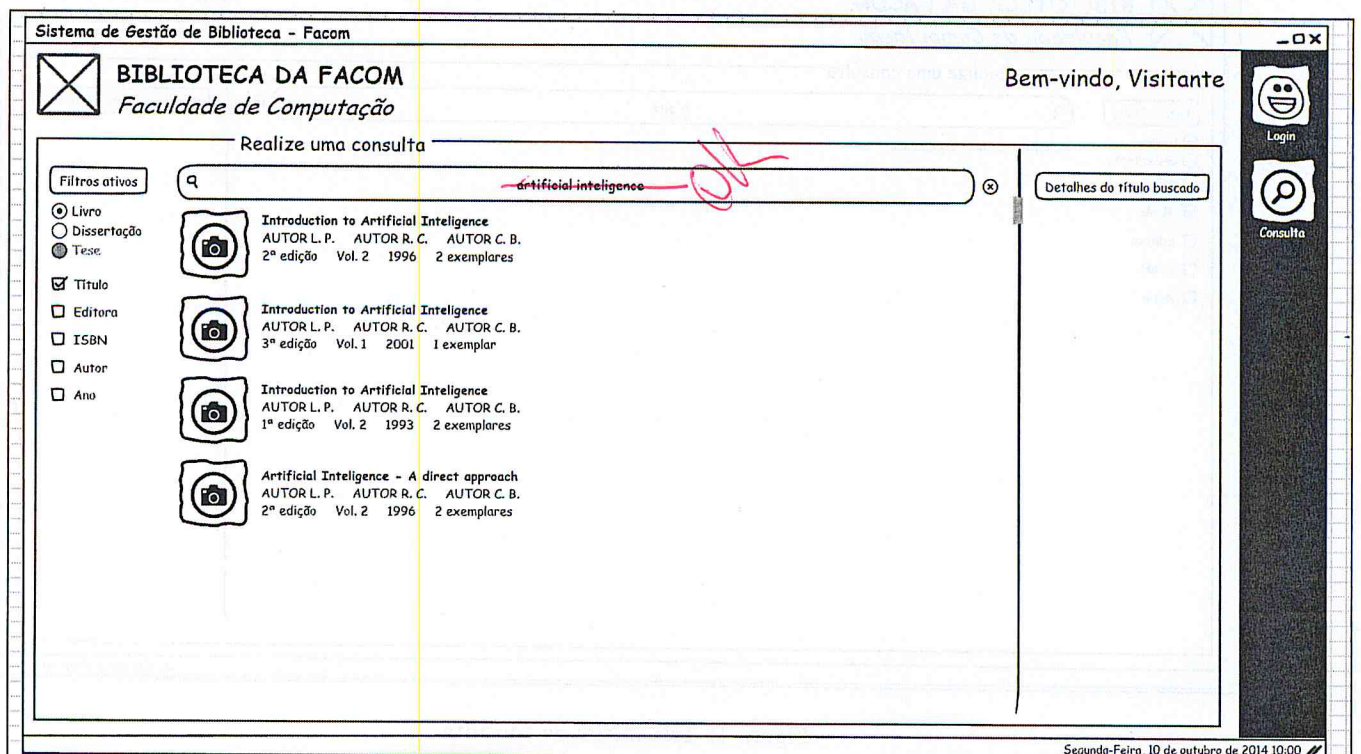 Sistema de Gestão de Biblioteca - Facom
BIBLIOTECA DA FACOM
Faculdade de Computação
Bem-vindo, Visitante
Login
Consulta
Realize uma consulta
Filtros ativos
Livro
Dissertação
Tese
Título
Editora
ISBN
Autor
Ano
artificial inteligence
OK
Introduction to Artificial Inteligence
AUTOR L. P. AUTOR R. C. AUTOR C. B.
2ª edição Vol. 2 1996 2 exemplares
Introduction to Artificial Inteligence
AUTOR L. P. AUTOR R. C. AUTOR C. B.
3ª edição Vol. 1 2001 1 exemplar
Introduction to Artificial Inteligence
AUTOR L. P. AUTOR R. C. AUTOR C. B.
1ª edição Vol. 2 1993 2 exemplares
Artificial Inteligence - A direct approach
AUTOR L. P. AUTOR R. C. AUTOR C. B.
2ª edição Vol. 2 1996 2 exemplares
Detalhes do título buscado
Segunda-Feira, 10 de outubro de 2014 10:00